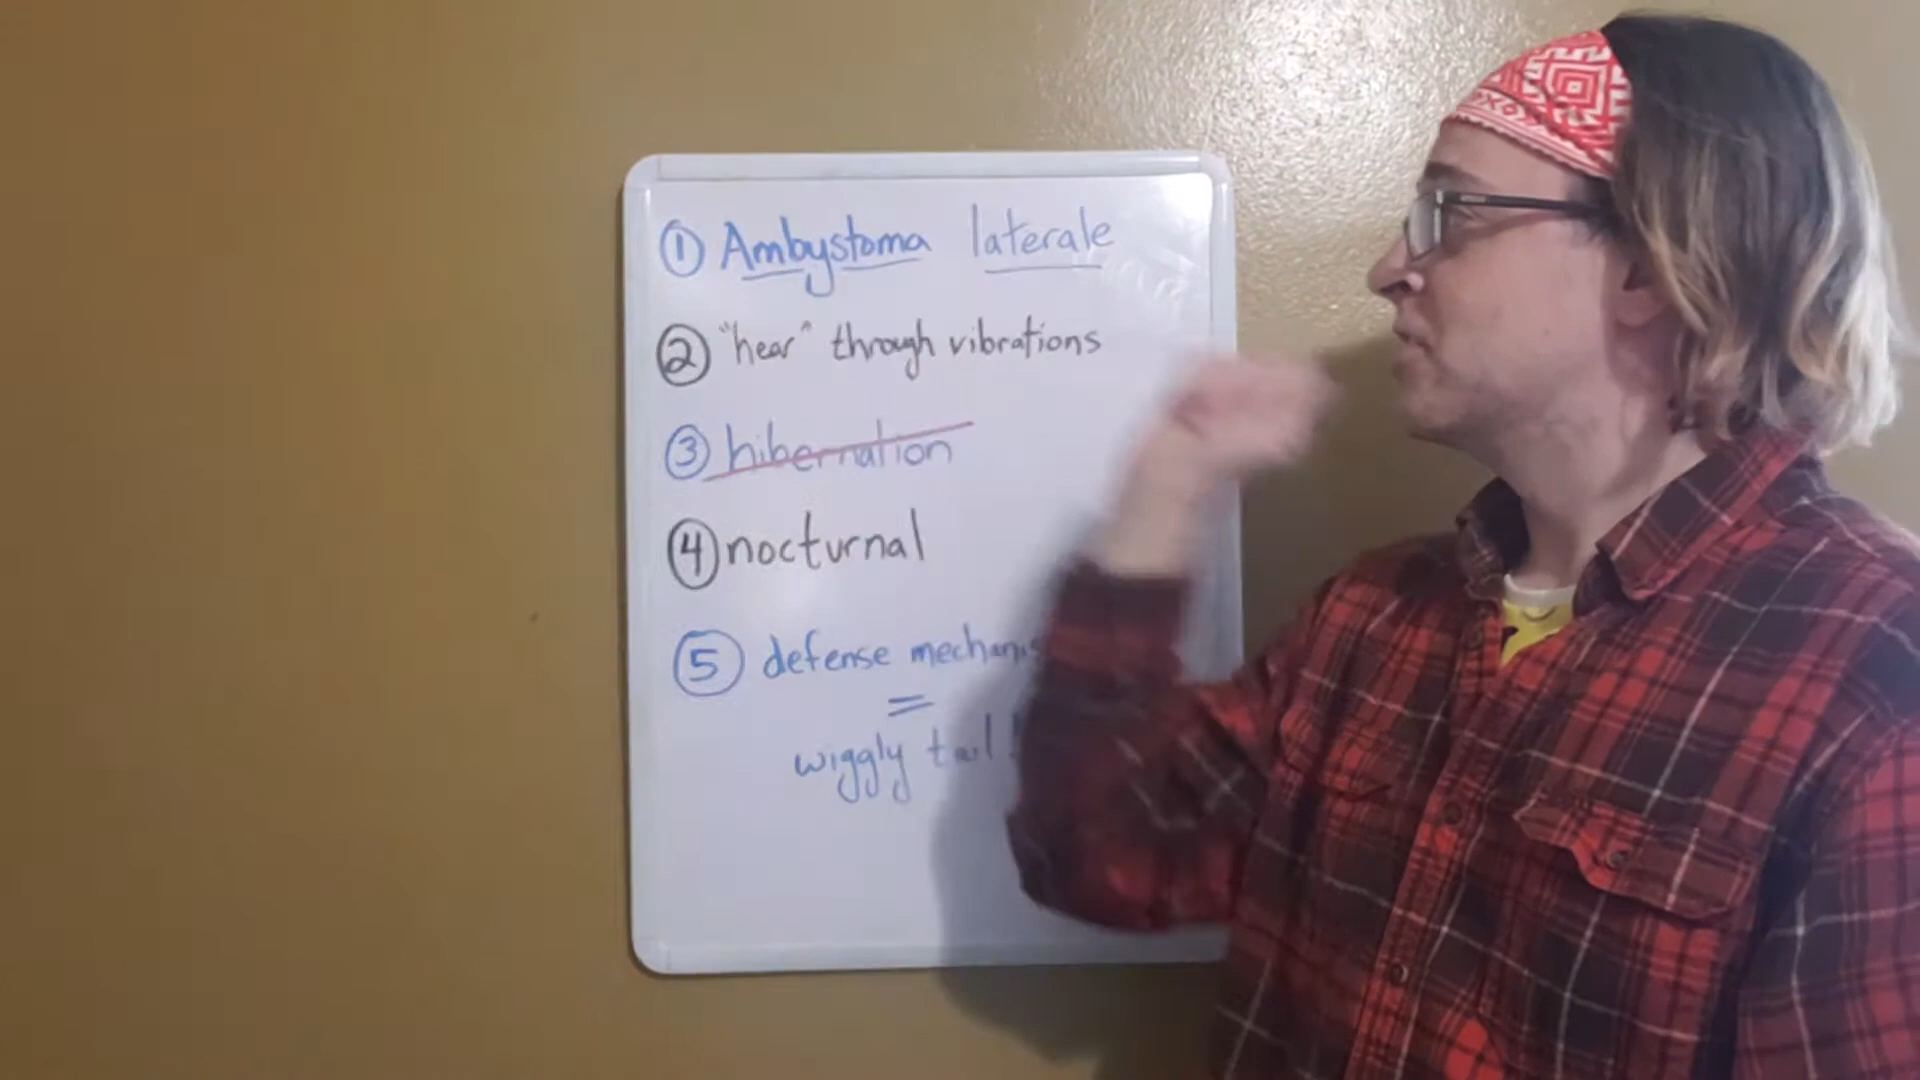 ① Ambystoma laterale
② "hear" through vibrations
③ hibernation
④ nocturnal
⑤ defense mechanis
=
wiggly tail !